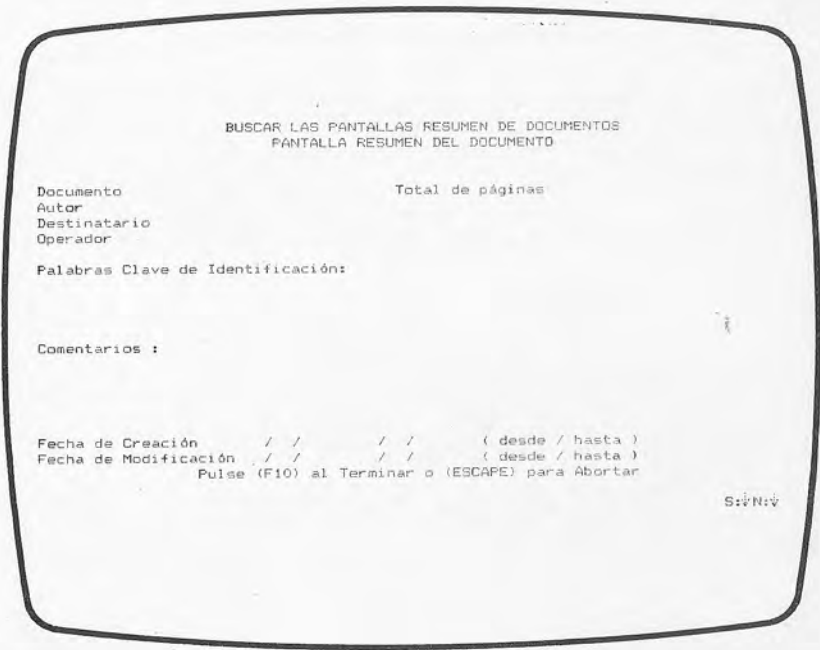 BUSCAR LAS PANTALLAS RESUMEN DE DOCUMENTOS
PANTALLA RESUMEN DEL DOCUMENTO
Documento Total de páginas
Autor
Destinatario
Operador
Palabras Clave de Identificación:
Comentarios :
Fecha de Creación / / / / ( desde / hasta )
Fecha de Modificación / / / / ( desde / hasta )
Pulse (F10) al Terminar o (ESCAPE) para Abortar
S:↓N:↓